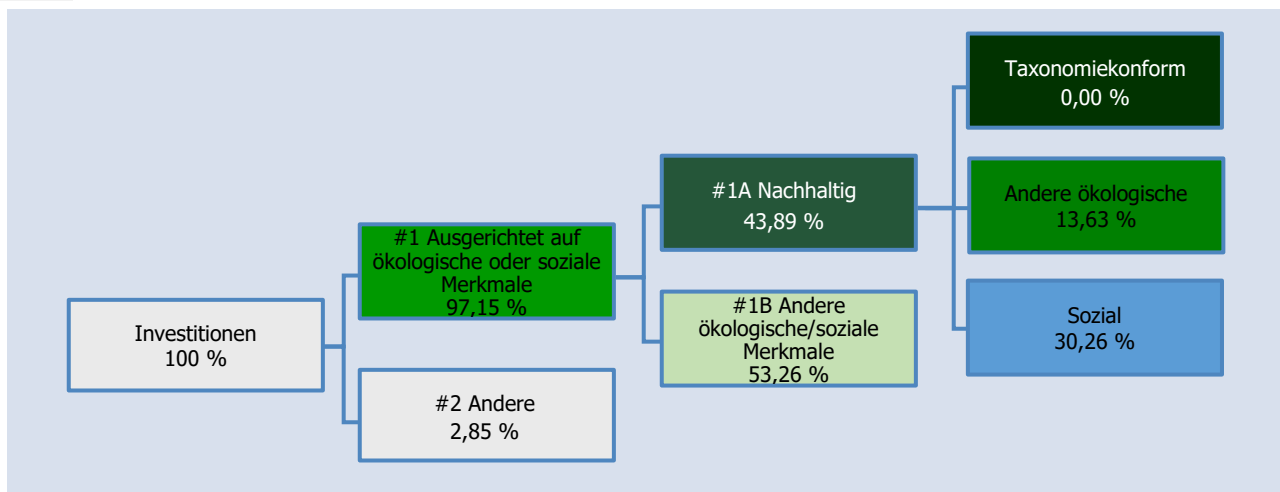 Investitionen
100 %
#1 Ausgerichtet auf
ökologische oder soziale
Merkmale
97,15 %
#2 Andere
2,85 %
#1A Nachhaltig
43,89 %
#1B Andere
ökologische/soziale
Merkmale
53,26 %
Taxonomiekonform
0,00 %
Andere ökologische
13,63 %
Sozial
30,26 %